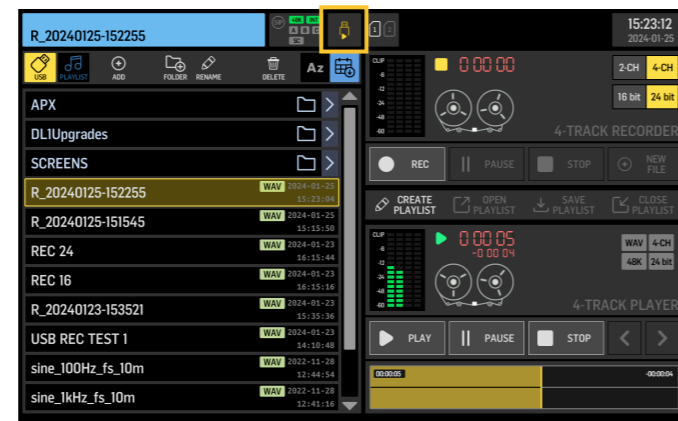 R_20240125-152255
48K INT
A B C
SC
1 2
15:23:12
2024-01-25
USB
PLAYLIST
ADD
FOLDER
RENAME
DELETE
Az
APX
DL1Upgrades
SCREENS
R_20240125-152255 WAV 2024-01-25
15:23:04
R_20240125-151545 WAV 2024-01-25
15:15:50
REC 24 WAV 2024-01-23
16:15:44
REC 16 WAV 2024-01-23
16:15:16
R_20240123-153521 WAV 2024-01-23
15:35:36
USB REC TEST 1 WAV 2024-01-23
14:10:48
sine_100Hz_fs_10m WAV 2022-11-28
12:44:54
sine_1kHz_fs_10m WAV 2022-11-28
12:41:16
CLIP
-6
-12
-24
-48
-60
0 00 00
2-CH 4-CH
16 bit 24 bit
4-TRACK RECORDER
REC
PAUSE
STOP
NEW
FILE
CREATE
PLAYLIST
OPEN
PLAYLIST
SAVE
PLAYLIST
CLOSE
PLAYLIST
CLIP
-6
-12
-24
-48
-60
0 00 05
-0 00 04
WAV 4-CH
48K 24 bit
4-TRACK PLAYER
PLAY
PAUSE
STOP
00:00:05
-00:00:04